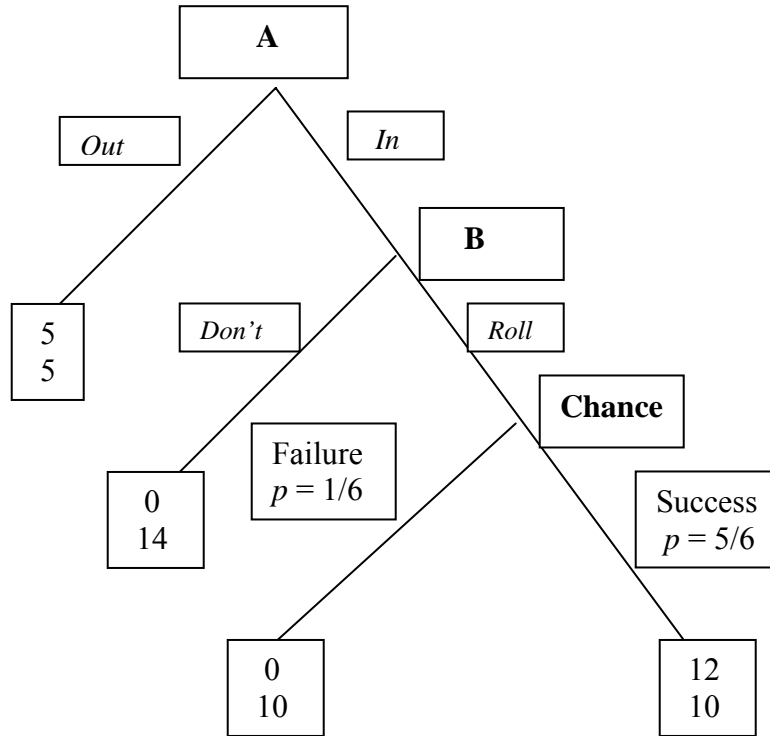 A
Out
In
B
5
5
Don't
Roll
Chance
Failure
p = 1/6
0
14
Success
p = 5/6
0
10
12
10